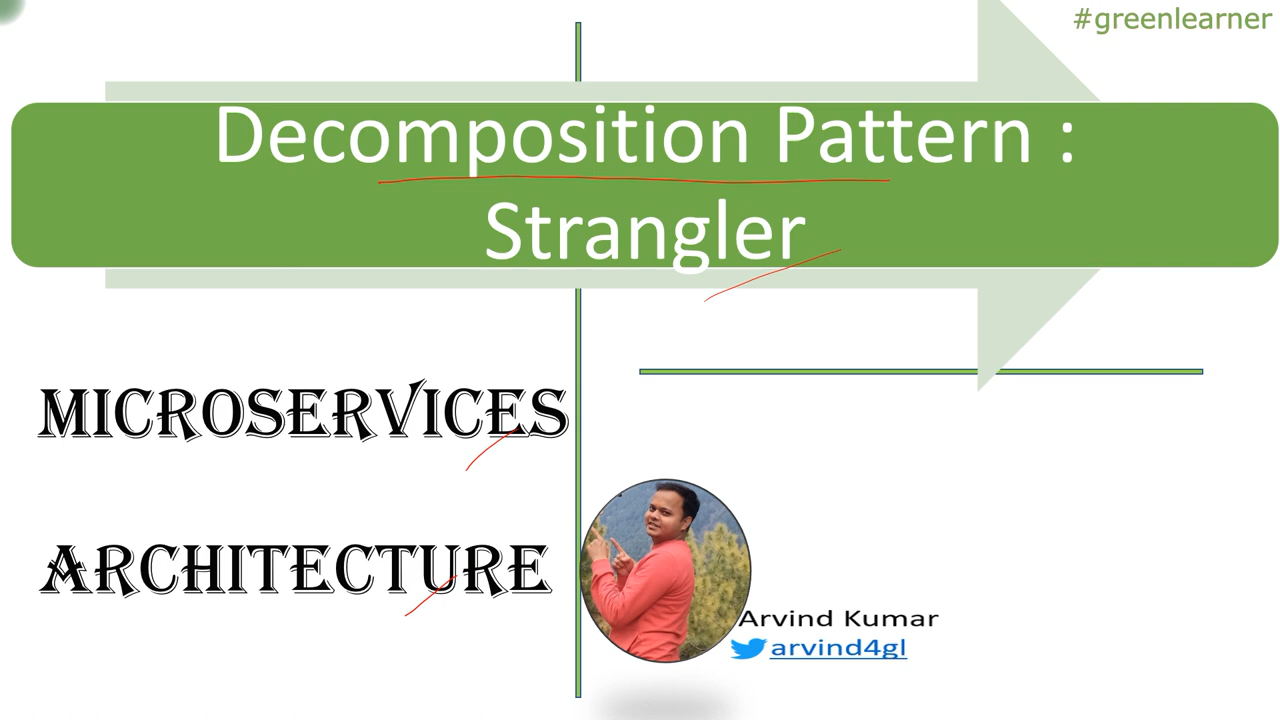 #greenlearner
Decomposition Pattern :
Strangler
MICROSERVICES
ARCHITECTURE
Arvind Kumar
arvind4gl